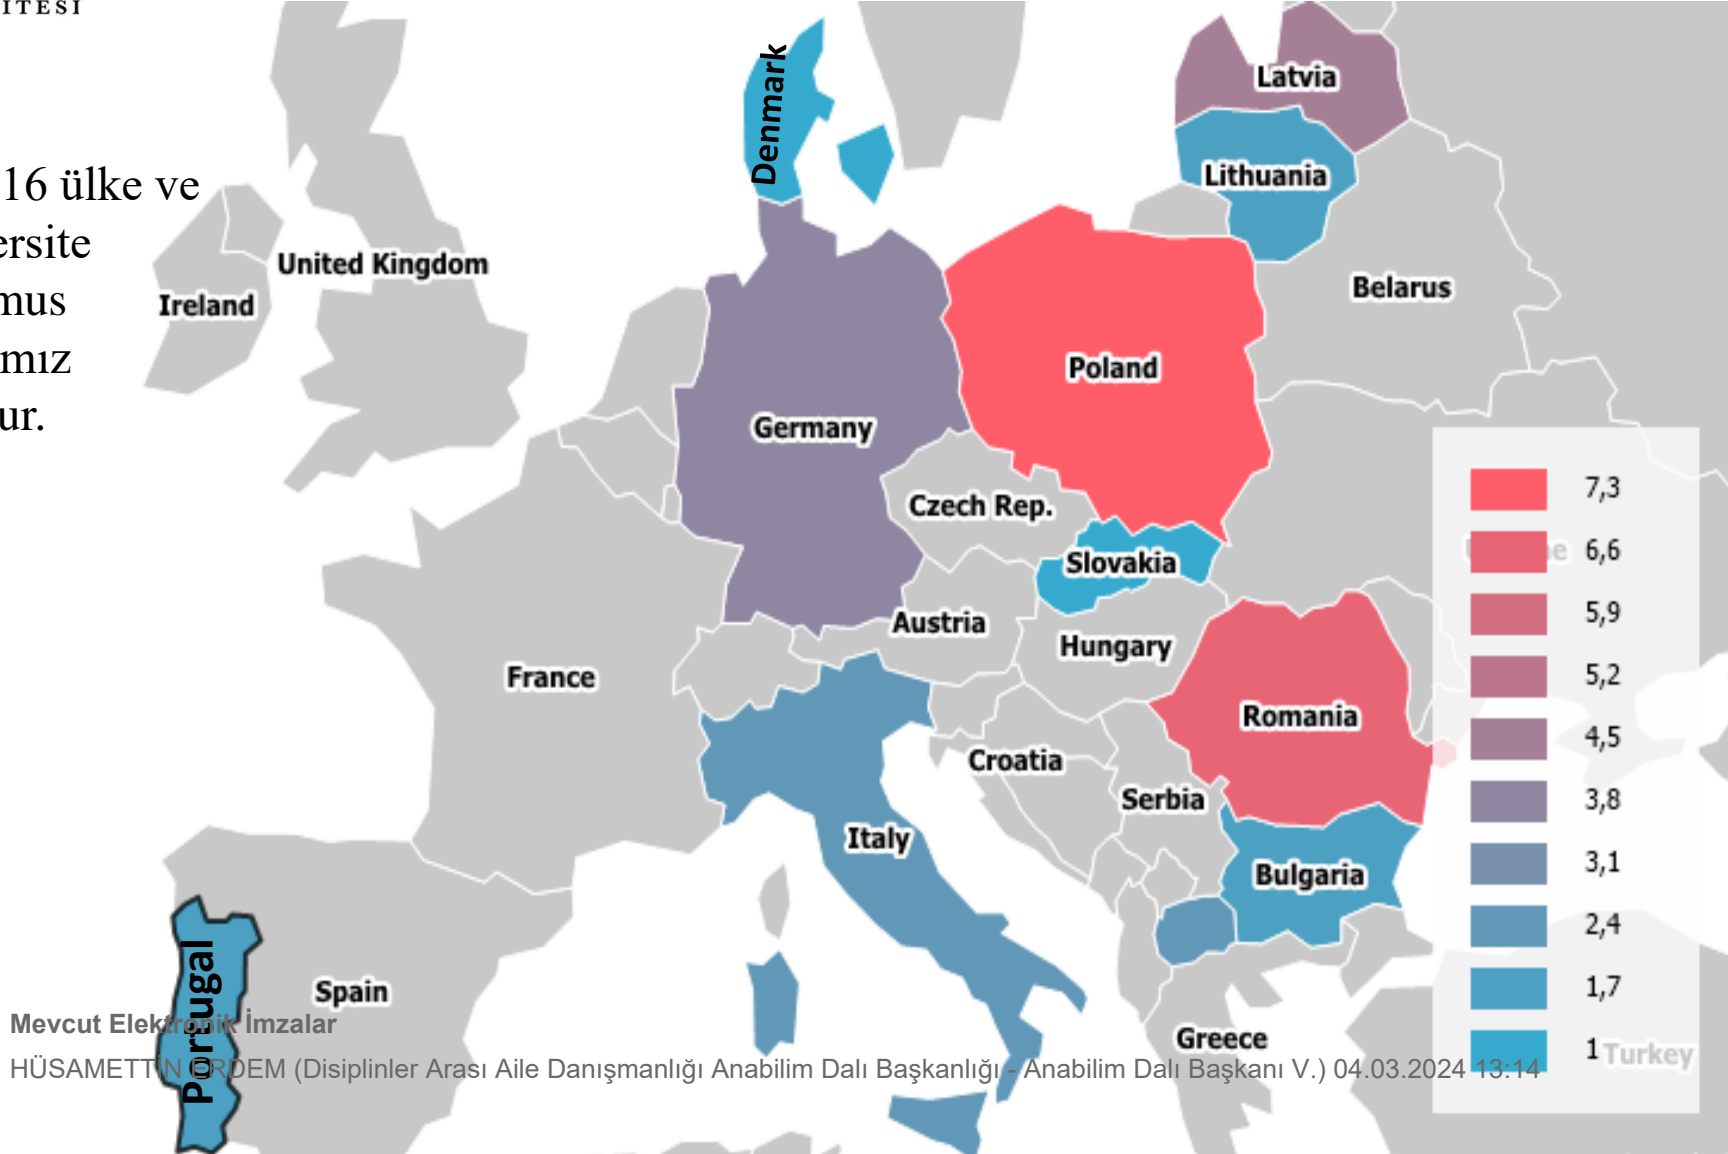 İTESİ
16 ülke ve
ersite
mus
mız
ur.
Denmark
Latvia
Lithuania
United Kingdom
Ireland
Belarus
Poland
Germany
Czech Rep.
Slovakia
Austria
Hungary
France
Romania
Croatia
Serbia
Italy
Bulgaria
Portugal
Spain
Greece
Turkey
7,3
6,6
5,9
5,2
4,5
3,8
3,1
2,4
1,7
1
Mevcut Elektronik İmzalar
HÜSAMETTİN ERDEM (Disiplinler Arası Aile Danışmanlığı Anabilim Dalı Başkanlığı - Anabilim Dalı Başkanı V.) 04.03.2024 13:14